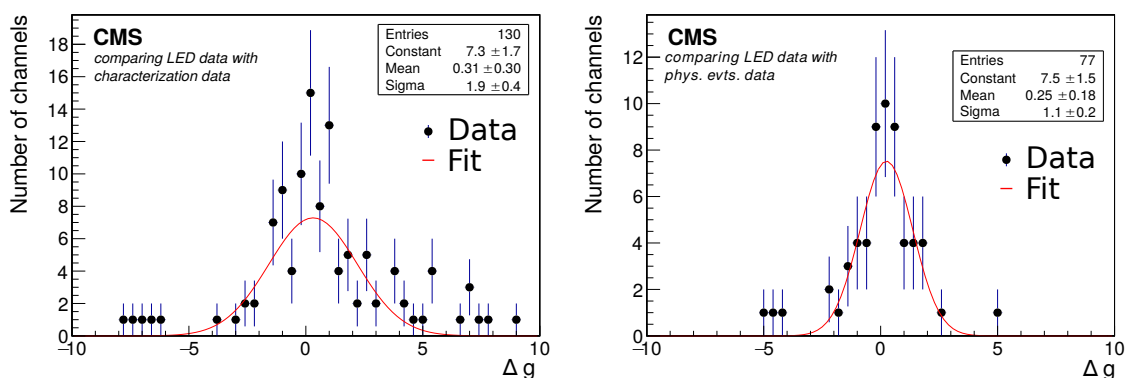 CMS
comparing LED data with
characterization data
Entries 130
Constant 7.3 ±1.7
Mean 0.31 ±0.30
Sigma 1.9 ±0.4
Data
Fit
Number of channels
18
16
14
12
10
8
6
4
2
0
−10 −5 0 5 10
Δ g
CMS
comparing LED data with
phys. evts. data
Entries 77
Constant 7.5 ±1.5
Mean 0.25 ±0.18
Sigma 1.1 ±0.2
Data
Fit
Number of channels
12
10
8
6
4
2
0
−10 −5 0 5 10
Δ g